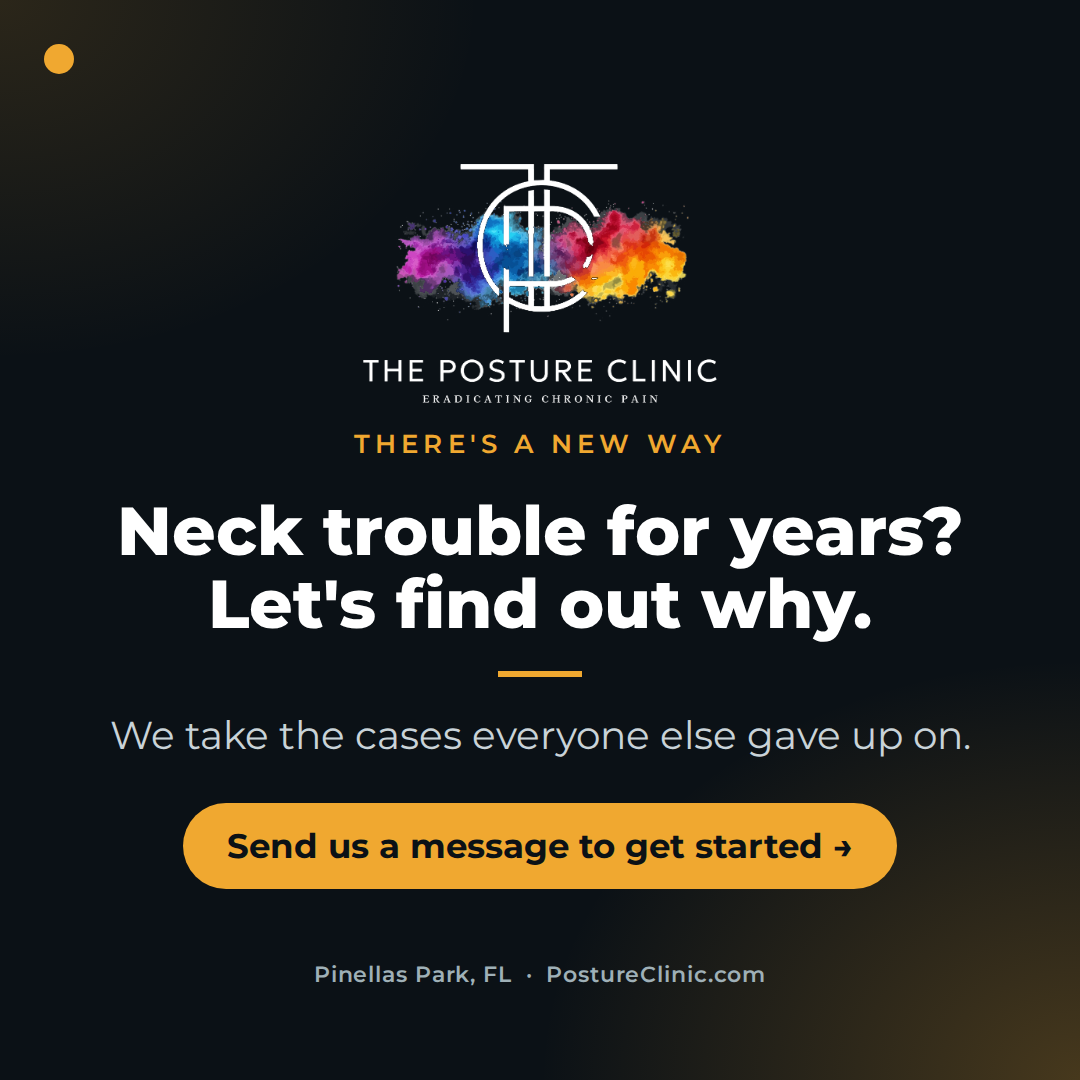 THE POSTURE CLINIC
ERADICATING CHRONIC PAIN
THERE'S A NEW WAY
Neck trouble for years?
Let's find out why.
We take the cases everyone else gave up on.
Send us a message to get started →
Pinellas Park, FL · PostureClinic.com